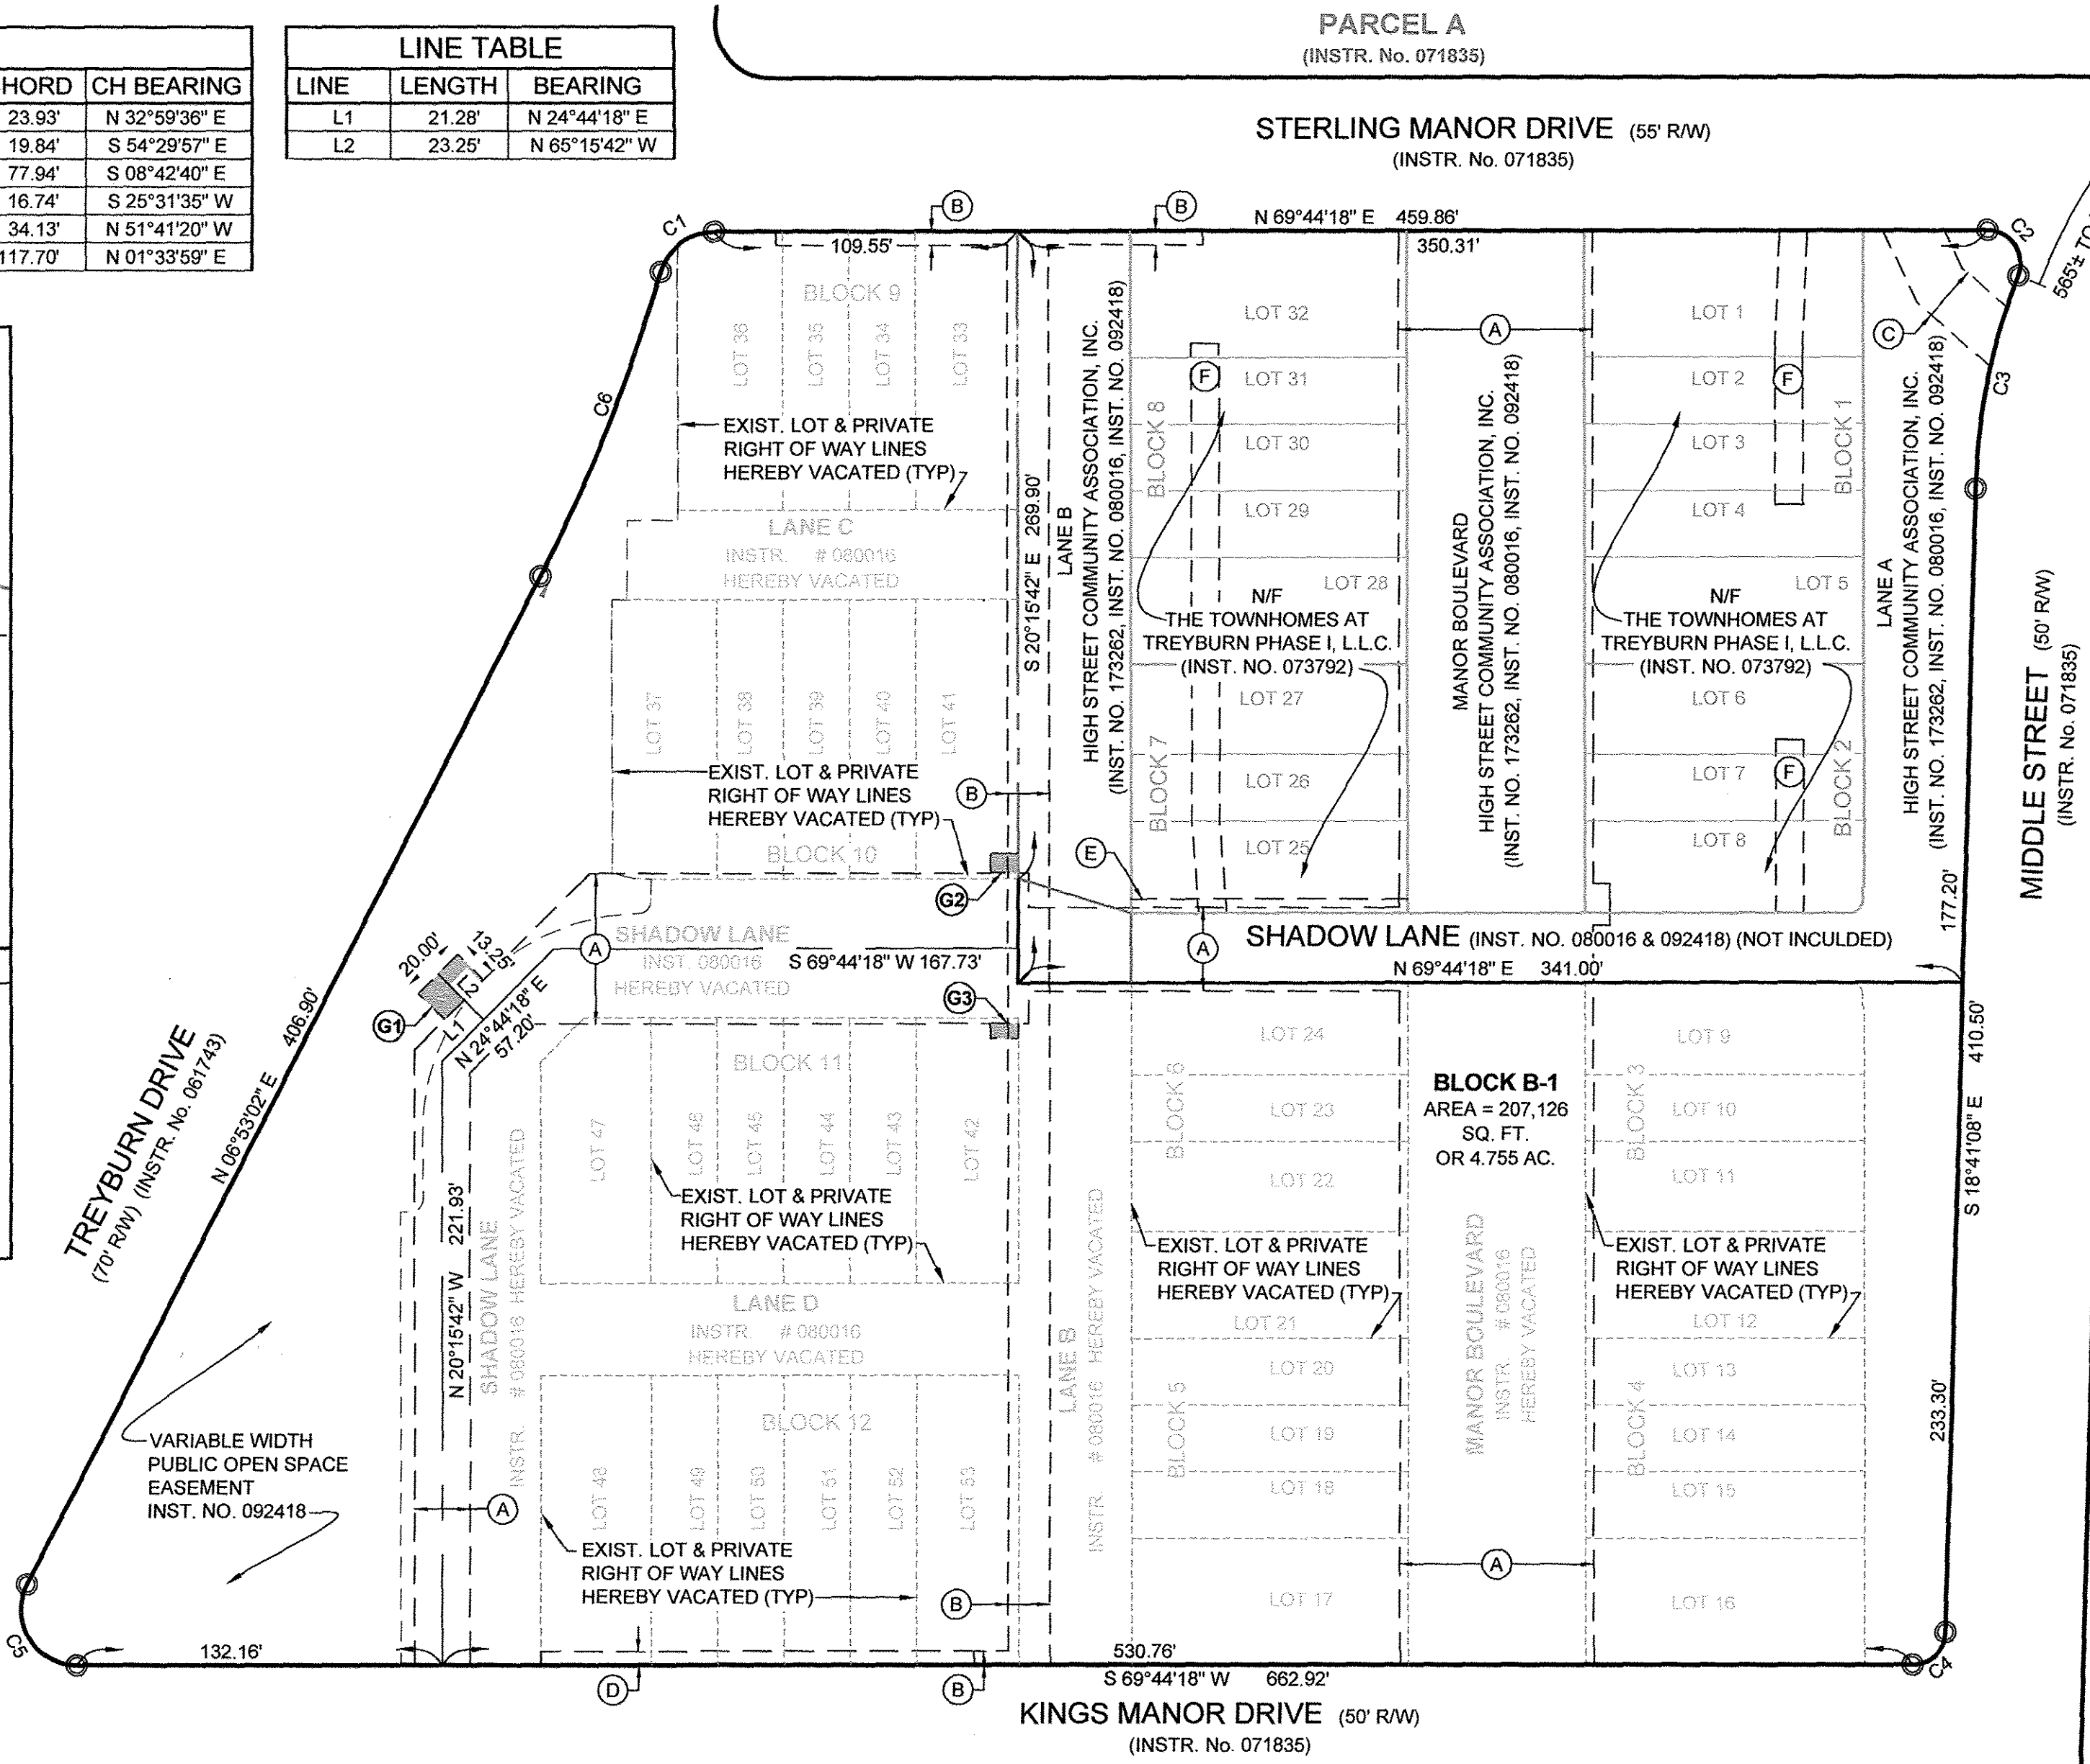 HORD CH BEARING
23.93' N 32°59'36" E
19.84' S 54°29'57" E
77.94' S 08°42'40" E
16.74' S 25°31'35" W
34.13' N 51°41'20" W
117.70' N 01°33'59" E
LINE TABLE
LINE LENGTH BEARING
L1 21.28' N 24°44'18" E
L2 23.25' N 65°15'42" W
PARCEL A
(INSTR. No. 071835)
STERLING MANOR DRIVE (55' R/W)
(INSTR. No. 071835)
N 69°44'18" E 459.86'
109.55'
350.31'
B
B
C1
C2
565'± TO
C
C3
C6
BLOCK 9
LOT 36
LOT 35
LOT 34
LOT 33
EXIST. LOT & PRIVATE
RIGHT OF WAY LINES
HEREBY VACATED (TYP)
LANE C
INSTR. # 080016
HEREBY VACATED
LOT 37
LOT 38
LOT 39
LOT 40
LOT 41
EXIST. LOT & PRIVATE
RIGHT OF WAY LINES
HEREBY VACATED (TYP)
BLOCK 10
S 20°15'42" E 269.90'
LANE B
HIGH STREET COMMUNITY ASSOCIATION, INC.
(INST. NO. 173262, INST. NO. 080016, INST. NO. 092418)
B
E
G2
BLOCK 8
LOT 32
LOT 31
LOT 30
LOT 29
LOT 28
F
N/F
THE TOWNHOMES AT
TREYBURN PHASE I, L.L.C.
(INST. NO. 073792)
BLOCK 7
LOT 27
LOT 26
LOT 25
A
MANOR BOULEVARD
HIGH STREET COMMUNITY ASSOCIATION, INC.
(INST. NO. 173262, INST. NO. 080016, INST. NO. 092418)
BLOCK 1
LOT 1
LOT 2
LOT 3
LOT 4
LOT 5
F
N/F
THE TOWNHOMES AT
TREYBURN PHASE I, L.L.C.
(INST. NO. 073792)
BLOCK 2
LOT 6
LOT 7
LOT 8
F
LANE A
HIGH STREET COMMUNITY ASSOCIATION, INC.
(INST. NO. 173262, INST. NO. 080016, INST. NO. 092418)
MIDDLE STREET (50' R/W)
(INSTR. No. 071835)
177.20'
S 18°41'08" E 410.50'
233.30'
A
SHADOW LANE
INST. 080016
HEREBY VACATED
S 69°44'18" W 167.73'
A
SHADOW LANE (INST. NO. 080016 & 092418) (NOT INCULDED)
N 69°44'18" E 341.00'
20.00'
13.25'
L1
L2
L1
G1
N 24°44'18" E
57.20'
G3
406.90'
N 06°53'02" E
TREYBURN DRIVE
(70' R/W) (INSTR. No. 061743)
BLOCK 11
LOT 47
LOT 46
LOT 45
LOT 44
LOT 43
LOT 42
EXIST. LOT & PRIVATE
RIGHT OF WAY LINES
HEREBY VACATED (TYP)
LANE D
INSTR. # 080016
HEREBY VACATED
BLOCK 12
LOT 48
LOT 49
LOT 50
LOT 51
LOT 52
LOT 53
EXIST. LOT & PRIVATE
RIGHT OF WAY LINES
HEREBY VACATED (TYP)
N 20°15'42" W 221.93'
SHADOW LANE
INSTR. # 080016 HEREBY VACATED
A
VARIABLE WIDTH
PUBLIC OPEN SPACE
EASEMENT
INST. NO. 092418
LANE B
INSTR. # 080016 HEREBY VACATED
B
BLOCK 6
LOT 24
LOT 23
LOT 22
LOT 21
EXIST. LOT & PRIVATE
RIGHT OF WAY LINES
HEREBY VACATED (TYP)
BLOCK 5
LOT 20
LOT 19
LOT 18
LOT 17
BLOCK B-1
AREA = 207,126
SQ. FT.
OR 4.755 AC.
MANOR BOULEVARD
INSTR. # 080016
HEREBY VACATED
A
BLOCK 3
LOT 9
LOT 10
LOT 11
LOT 12
EXIST. LOT & PRIVATE
RIGHT OF WAY LINES
HEREBY VACATED (TYP)
BLOCK 4
LOT 13
LOT 14
LOT 15
LOT 16
C5
C4
132.16'
530.76'
D
B
S 69°44'18" W 662.92'
KINGS MANOR DRIVE (50' R/W)
(INSTR. No. 071835)